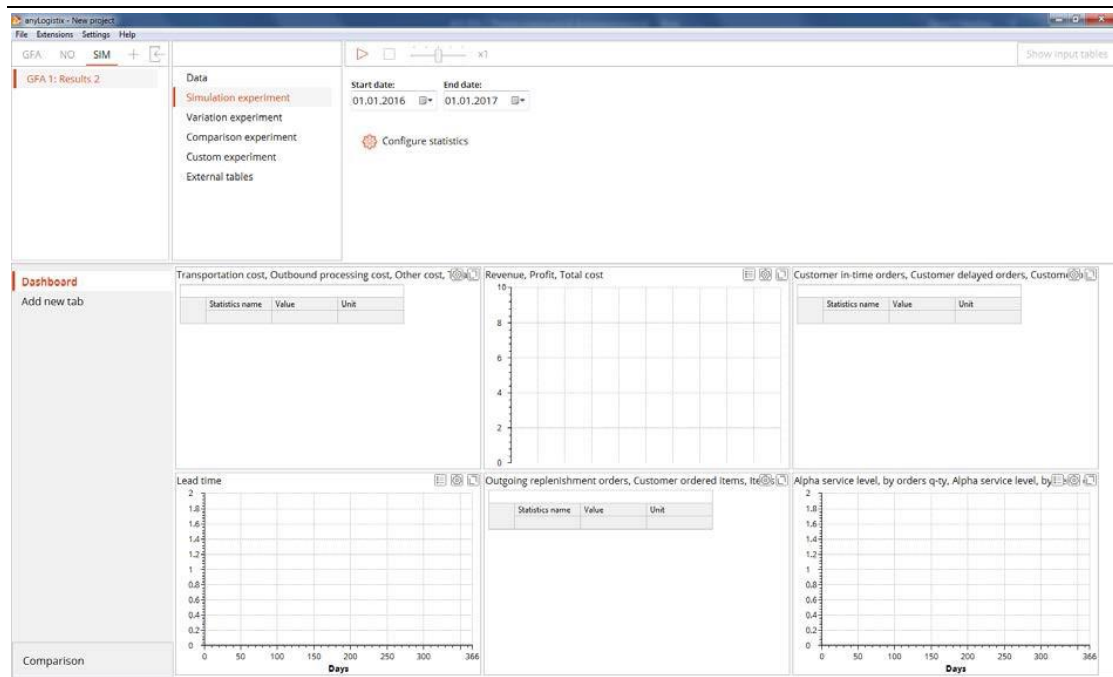 anyLogistix - New project
File Extensions Settings Help
GFA NO SIM
x1
Show input tables
GFA 1: Results 2
Data
Simulation experiment
Variation experiment
Comparison experiment
Custom experiment
External tables
Start date: End date:
01.01.2016 01.01.2017
Configure statistics
Dashboard
Add new tab
Comparison
Transportation cost, Outbound processing cost, Other cost,
Statistics name Value Unit
Revenue, Profit, Total cost
10
8
6
4
2
0
Customer in-time orders, Customer delayed orders,
Statistics name Value Unit
Lead time
2
1.8
1.6
1.4
1.2
1
0.8
0.6
0.4
0.2
0
0 50 100 150 200 250 300 366
Days
Outgoing replenishment orders, Customer ordered items,
Statistics name Value Unit
Alpha service level, by orders q-ty, Alpha service level, by
2
1.8
1.6
1.4
1.2
1
0.8
0.6
0.4
0.2
0
0 50 100 150 200 250 300 366
Days